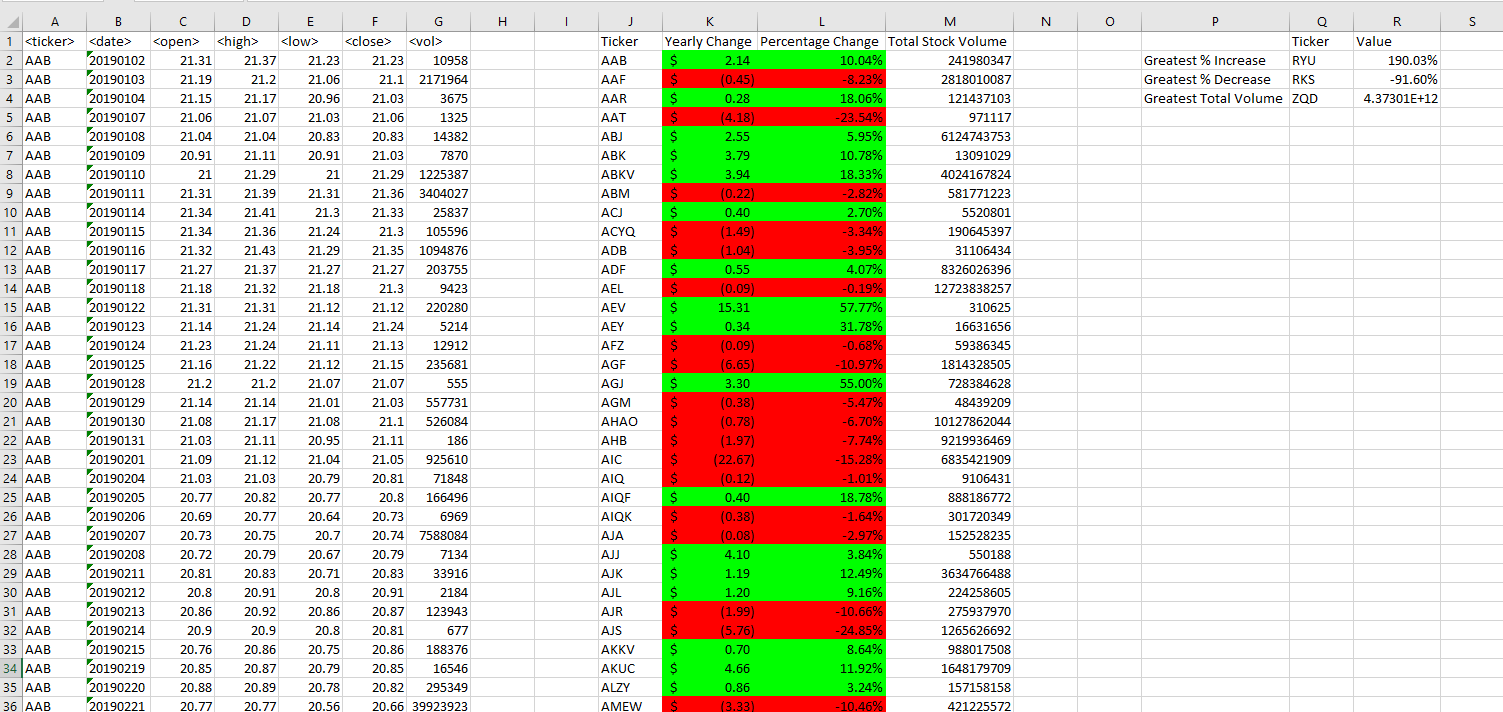 A B C D E F G H I J K L M N O P Q R S
1 <ticker> <date> <open> <high> <low> <close> <vol> Ticker Yearly Change Percentage Change Total Stock Volume Ticker Value
2 AAB 20190102 21.31 21.37 21.23 21.23 10958 AAB $ 2.14 10.04% 241980347 Greatest % Increase RYU 190.03%
3 AAB 20190103 21.19 21.2 21.06 21.1 2171964 AAF $ (0.45) -8.23% 2818010087 Greatest % Decrease RKS -91.60%
4 AAB 20190104 21.15 21.17 20.96 21.03 3675 AAR $ 0.28 18.06% 121437103 Greatest Total Volume ZQD 4.37301E+12
5 AAB 20190107 21.06 21.07 21.03 21.06 1325 AAT $ (4.18) -23.54% 971117
6 AAB 20190108 21.04 21.04 20.83 20.83 14382 ABJ $ 2.55 5.95% 6124743753
7 AAB 20190109 20.91 21.11 20.91 21.03 7870 ABK $ 3.79 10.78% 13091029
8 AAB 20190110 21 21.29 21 21.29 1225387 ABKV $ 3.94 18.33% 4024167824
9 AAB 20190111 21.31 21.39 21.31 21.36 3404027 ABM $ (0.22) -2.82% 581771223
10 AAB 20190114 21.34 21.41 21.3 21.33 25837 ACJ $ 0.40 2.70% 5520801
11 AAB 20190115 21.34 21.36 21.24 21.3 105596 ACYQ $ (1.49) -3.34% 190645397
12 AAB 20190116 21.32 21.43 21.29 21.35 1094876 ADB $ (1.04) -3.95% 31106434
13 AAB 20190117 21.27 21.37 21.27 21.27 203755 ADF $ 0.55 4.07% 8326026396
14 AAB 20190118 21.18 21.32 21.18 21.3 9423 AEL $ (0.09) -0.19% 12723838257
15 AAB 20190122 21.31 21.31 21.12 21.12 220280 AEV $ 15.31 57.77% 310625
16 AAB 20190123 21.14 21.24 21.14 21.24 5214 AEY $ 0.34 31.78% 16631656
17 AAB 20190124 21.23 21.24 21.11 21.13 12912 AFZ $ (0.09) -0.68% 59386345
18 AAB 20190125 21.16 21.22 21.12 21.15 235681 AGF $ (6.65) -10.97% 1814328505
19 AAB 20190128 21.2 21.2 21.07 21.07 555 AGJ $ 3.30 55.00% 728384628
20 AAB 20190129 21.14 21.14 21.01 21.03 557731 AGM $ (0.38) -5.47% 48439209
21 AAB 20190130 21.08 21.17 21.08 21.1 526084 AHAO $ (0.78) -6.70% 10127862044
22 AAB 20190131 21.03 21.11 20.95 21.11 186 AHB $ (1.97) -7.74% 9219936469
23 AAB 20190201 21.09 21.12 21.04 21.05 925610 AIC $ (22.67) -15.28% 6835421909
24 AAB 20190204 21.03 21.03 20.79 20.81 71848 AIQ $ (0.12) -1.01% 9106431
25 AAB 20190205 20.77 20.82 20.77 20.8 166496 AIQF $ 0.40 18.78% 888186772
26 AAB 20190206 20.69 20.77 20.64 20.73 6969 AIQK $ (0.38) -1.64% 301720349
27 AAB 20190207 20.73 20.75 20.7 20.74 7588084 AJA $ (0.08) -2.97% 152528235
28 AAB 20190208 20.72 20.79 20.67 20.79 7134 AJJ $ 4.10 3.84% 550188
29 AAB 20190211 20.81 20.83 20.71 20.83 33916 AJK $ 1.19 12.49% 3634766488
30 AAB 20190212 20.8 20.91 20.8 20.91 2184 AJL $ 1.20 9.16% 224258605
31 AAB 20190213 20.86 20.92 20.86 20.87 123943 AJR $ (1.99) -10.66% 275937970
32 AAB 20190214 20.9 20.9 20.8 20.81 677 AJS $ (5.76) -24.85% 1265626692
33 AAB 20190215 20.76 20.86 20.75 20.86 188376 AKKV $ 0.70 8.64% 988017508
34 AAB 20190219 20.85 20.87 20.79 20.85 16546 AKUC $ 4.66 11.92% 1648179709
35 AAB 20190220 20.88 20.89 20.78 20.82 295349 ALZY $ 0.86 3.24% 157158158
36 AAB 20190221 20.77 20.77 20.56 20.66 39923923 AMEW $ (3.33) -10.46% 421225572